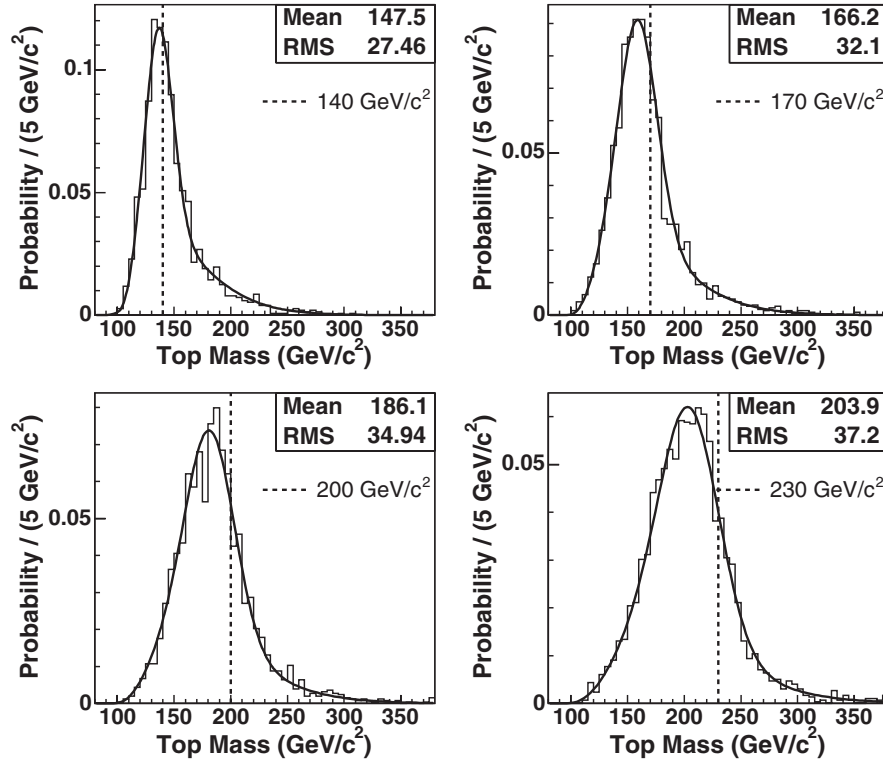 Mean 147.5
RMS 27.46
140 GeV/c²
0.1
0.05
0
Probability / (5 GeV/c²)
100 150 200 250 300 350
Top Mass (GeV/c²)
Mean 166.2
RMS 32.1
170 GeV/c²
0.05
0
Probability / (5 GeV/c²)
100 150 200 250 300 350
Top Mass (GeV/c²)
Mean 186.1
RMS 34.94
200 GeV/c²
0.05
0
Probability / (5 GeV/c²)
100 150 200 250 300 350
Top Mass (GeV/c²)
Mean 203.9
RMS 37.2
230 GeV/c²
0.05
0
Probability / (5 GeV/c²)
100 150 200 250 300 350
Top Mass (GeV/c²)